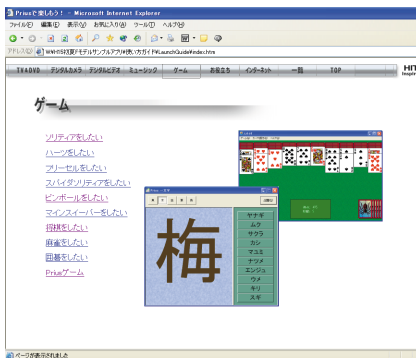 Priusで楽しもう! - Microsoft Internet Explorer
ファイル(F) 編集(E) 表示(V) お気に入り(A) ツール(T) ヘルプ(H)
アドレス(D)
TV&DVD デジタルカメラ デジタルビデオ ミュージック ゲーム お役立ち インターネット 一覧 TOP
HIT
Inspire
ゲーム
ソリティアをしたい
ハーツをしたい
フリーセルをしたい
スパイダソリティアをしたい
ピンボールをしたい
マインスイーパーをしたい
将棋をしたい
麻雀をしたい
囲碁をしたい
Priusゲーム
梅
ヤナギ
ムク
サクラ
カシ
マユミ
ナツメ
エンジュ
ウメ
キリ
スギ
ページが表示されました